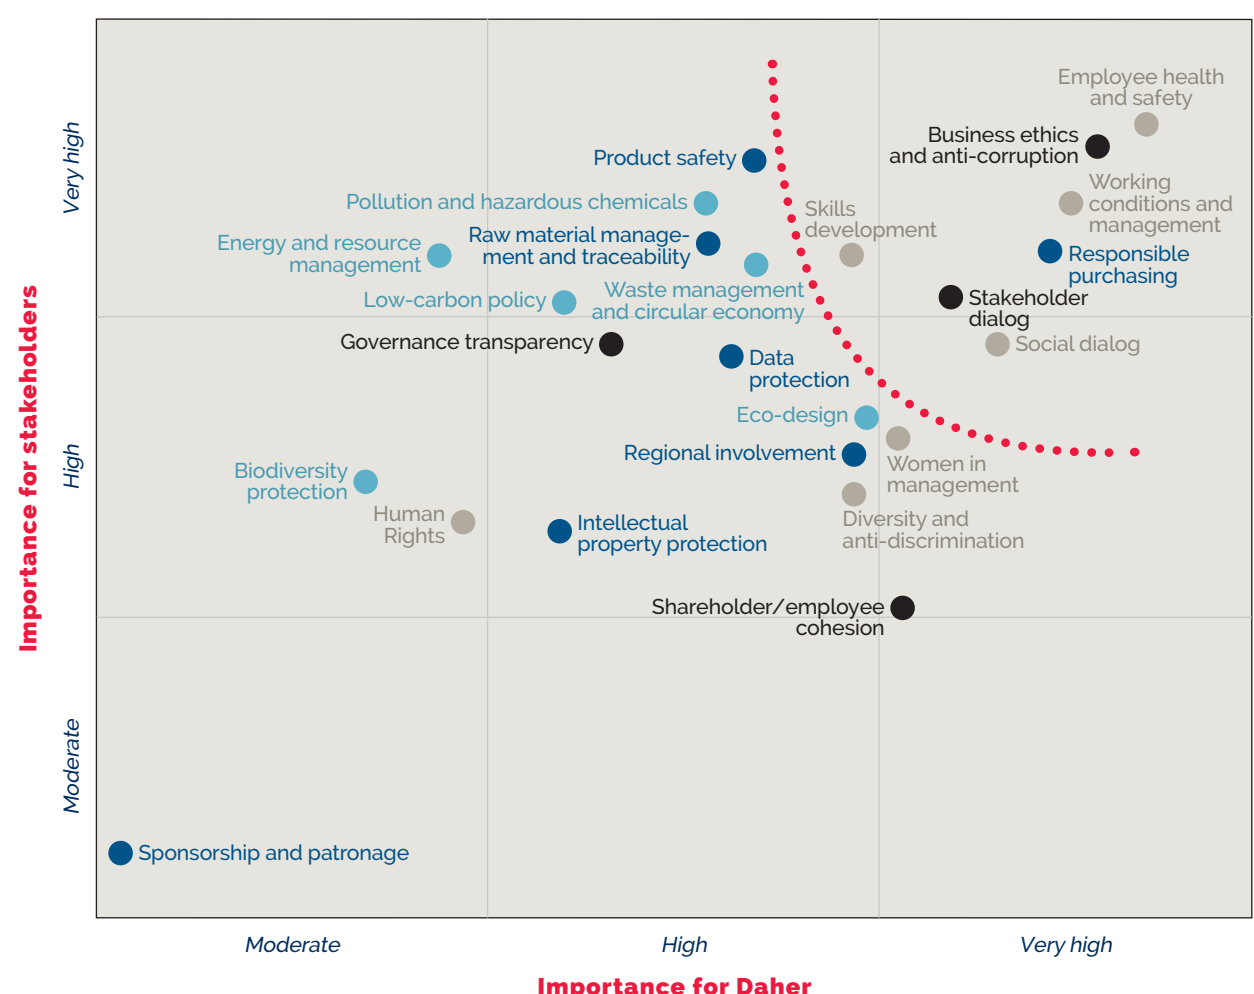 Employee health
and safety
Business ethics
and anti-corruption
Product safety
Working
conditions and
management
Pollution and hazardous chemicals
Skills
development
Raw material manage-
ment and traceability
Energy and resource
management
Responsible
purchasing
Waste management
and circular economy
Low-carbon policy
Stakeholder
dialog
Governance transparency
Social dialog
Data
protection
Eco-design
Regional involvement
Women in
management
Biodiversity
protection
Human
Rights
Intellectual
property protection
Diversity and
anti-discrimination
Shareholder/employee
cohesion
Sponsorship and patronage
Importance for stakeholders
Very high
High
Moderate
Moderate
High
Very high
Importance for Daher